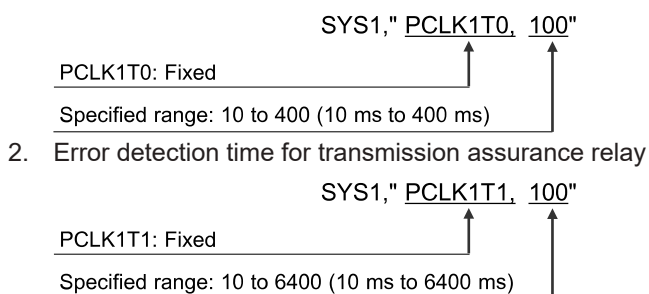 SYS1," PCLK1T0, 100"
PCLK1T0: Fixed
Specified range: 10 to 400 (10 ms to 400 ms)
2. Error detection time for transmission assurance relay
SYS1," PCLK1T1, 100"
PCLK1T1: Fixed
Specified range: 10 to 6400 (10 ms to 6400 ms)